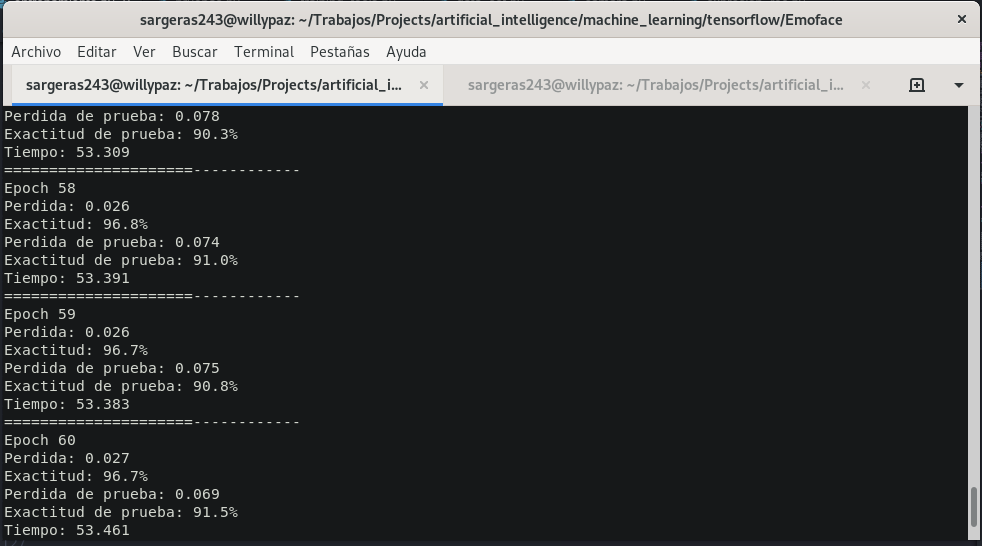 sargeras243@willypaz: ~/Trabajos/Projects/artificial_intelligence/machine_learning/tensorflow/Emoface
Archivo Editar Ver Buscar Terminal Pestañas Ayuda
sargeras243@willypaz: ~/Trabajos/Projects/artificial_i... sargeras243@willypaz: ~/Trabajos/Projects/artificial_i...
Perdida de prueba: 0.078
Exactitud de prueba: 90.3%
Tiempo: 53.309
=====================------------
Epoch 58
Perdida: 0.026
Exactitud: 96.8%
Perdida de prueba: 0.074
Exactitud de prueba: 91.0%
Tiempo: 53.391
=====================------------
Epoch 59
Perdida: 0.026
Exactitud: 96.7%
Perdida de prueba: 0.075
Exactitud de prueba: 90.8%
Tiempo: 53.383
=====================------------
Epoch 60
Perdida: 0.027
Exactitud: 96.7%
Perdida de prueba: 0.069
Exactitud de prueba: 91.5%
Tiempo: 53.461